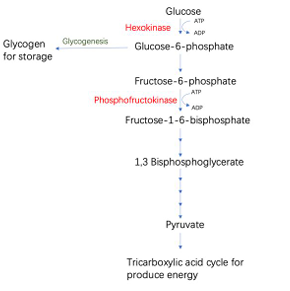 Glucose
Hexokinase
ATP
ADP
Glycogen
for storage
Glycogenesis
Glucose-6-phosphate
Fructose-6-phosphate
Phosphofructokinase
ATP
ADP
Fructose-1-6-bisphosphate
1,3 Bisphosphoglycerate
Pyruvate
Tricarboxylic acid cycle for
produce energy